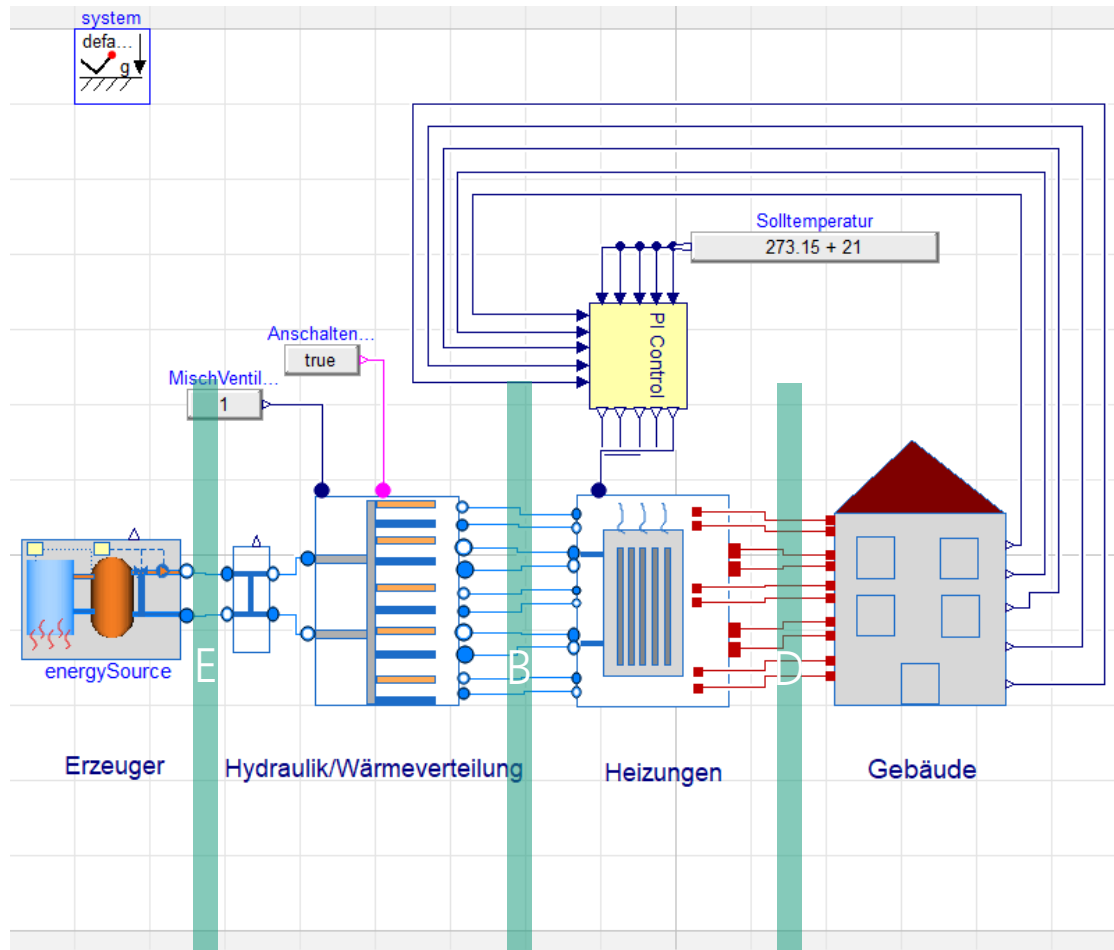 system
defa...
g
Solltemperatur
273.15 + 21
PI Control
Anschalten...
true
MischVentil...
1
energySource
E
B
D
Erzeuger
Hydraulik/Wärmeverteilung
Heizungen
Gebäude